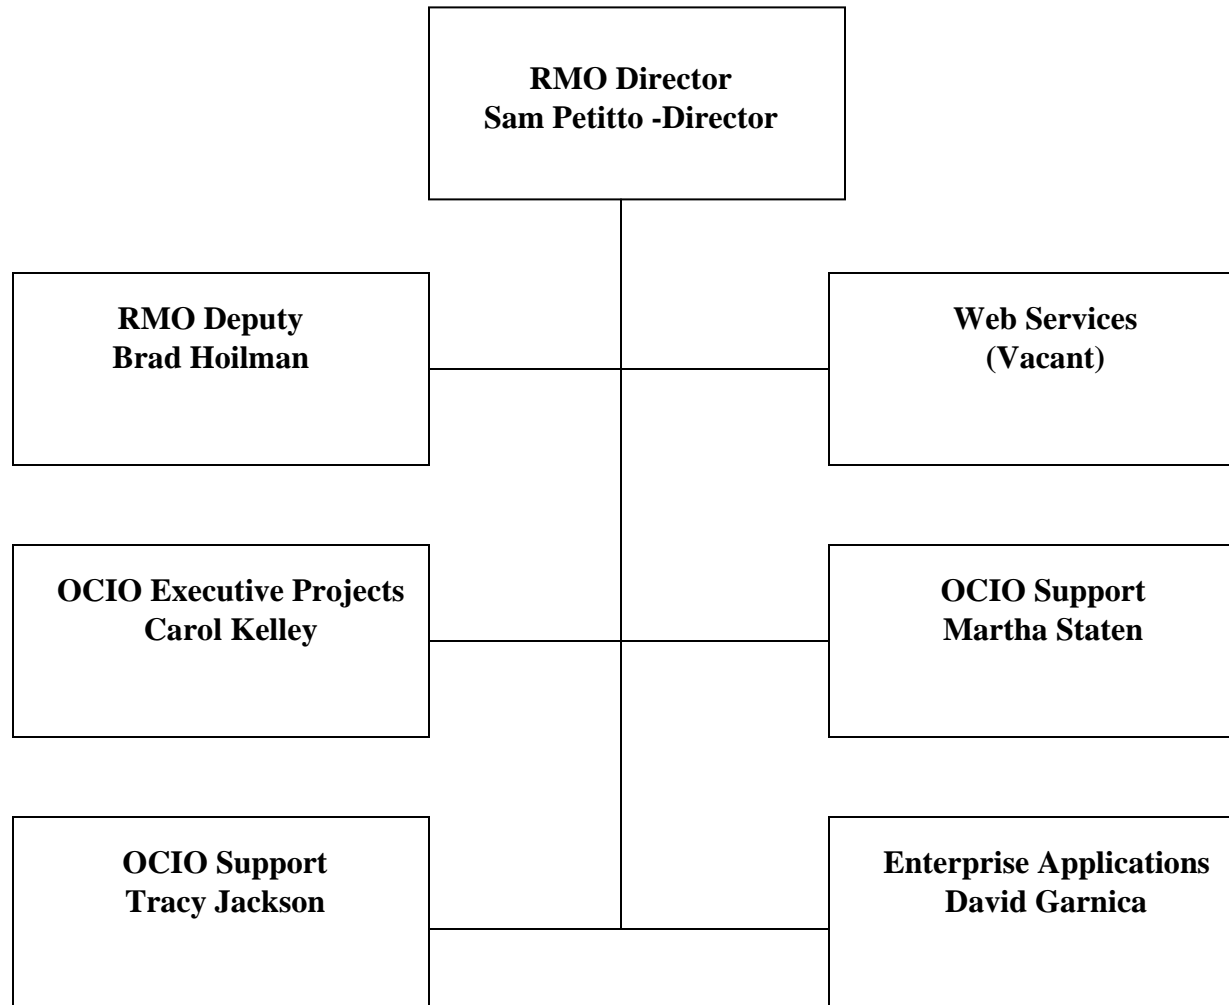 RMO Director
Sam Petitto -Director
RMO Deputy
Brad Hoilman
Web Services
(Vacant)
OCIO Executive Projects
Carol Kelley
OCIO Support
Martha Staten
OCIO Support
Tracy Jackson
Enterprise Applications
David Garnica